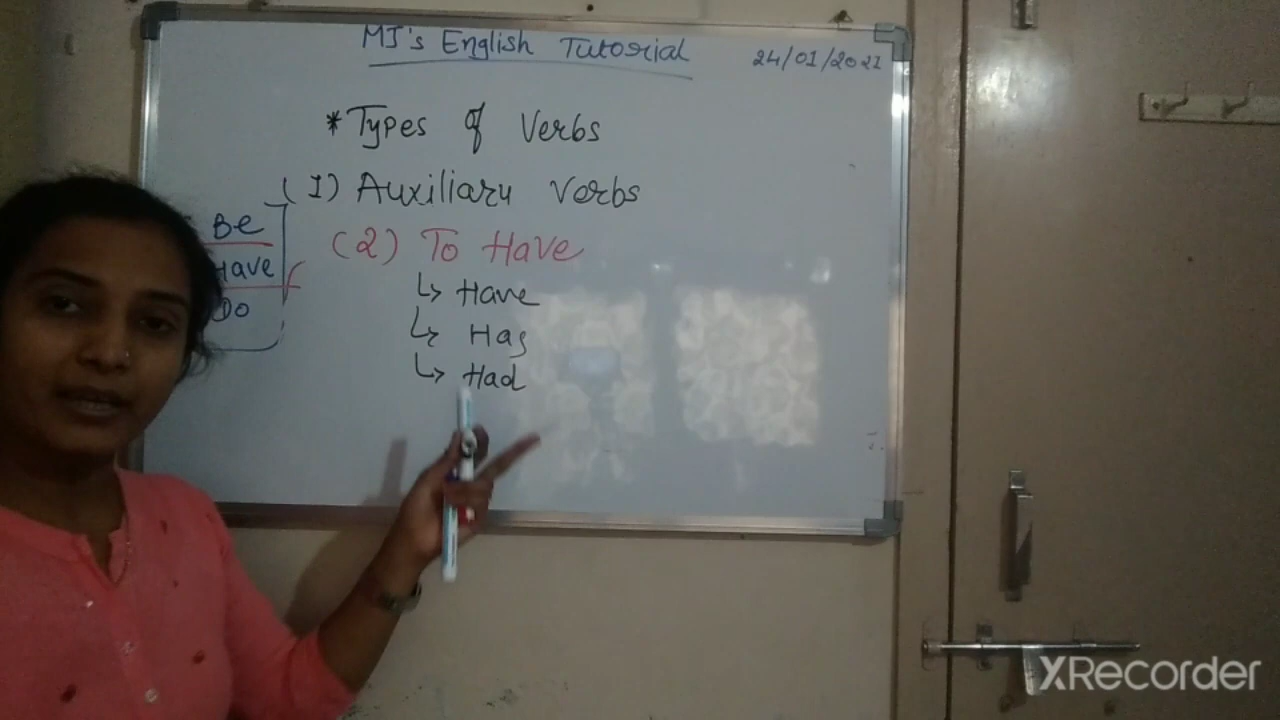 MJ's English Tutorial 24/01/2021
*Types of Verbs
(1) Auxiliary Verbs
Be
Have
Do
(2) To Have
↳ Have
↳ Has
↳ Had
XRecorder